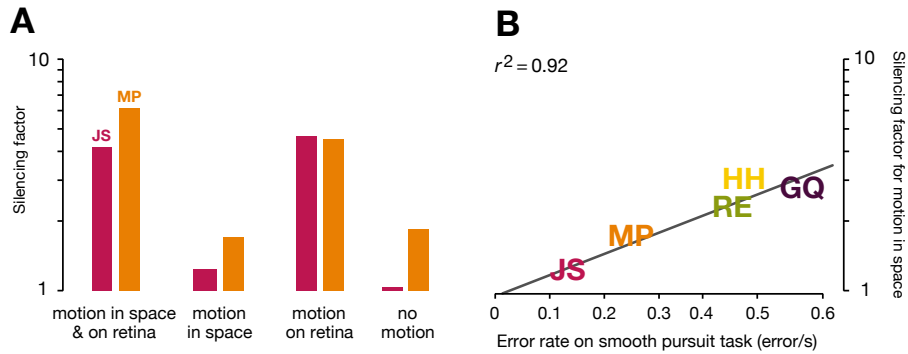 A
10
Silencing factor
1
JS
MP
motion in space
& on retina
motion
in space
motion
on retina
no
motion
B
r² = 0.92
JS
MP
RE
HH
GQ
0
0.1
0.2
0.3
0.4
0.5
0.6
Error rate on smooth pursuit task (error/s)
10
1
Silencing factor for motion in space